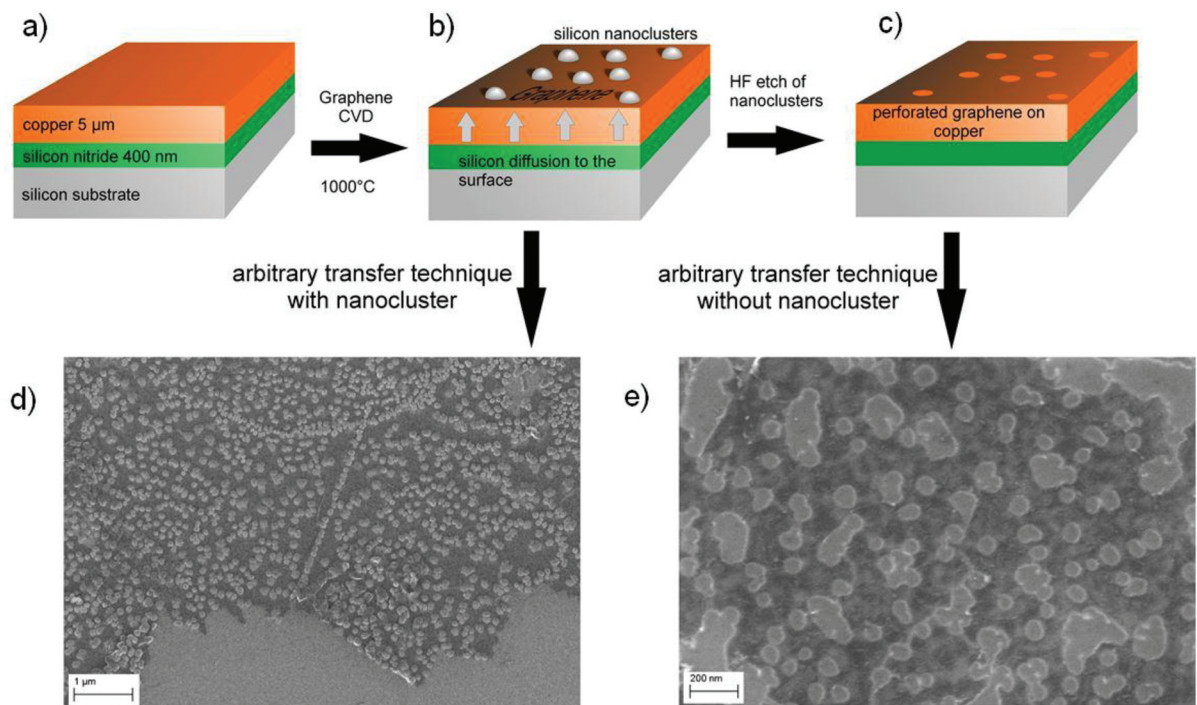 a)
copper 5 µm
silicon nitride 400 nm
silicon substrate
Graphene
CVD
1000°C
b)
silicon nanoclusters
Graphene
silicon diffusion to the
surface
HF etch of
nanoclusters
c)
perforated graphene on
copper
arbitrary transfer technique
with nanocluster
arbitrary transfer technique
without nanocluster
d)
1 µm
e)
200 nm